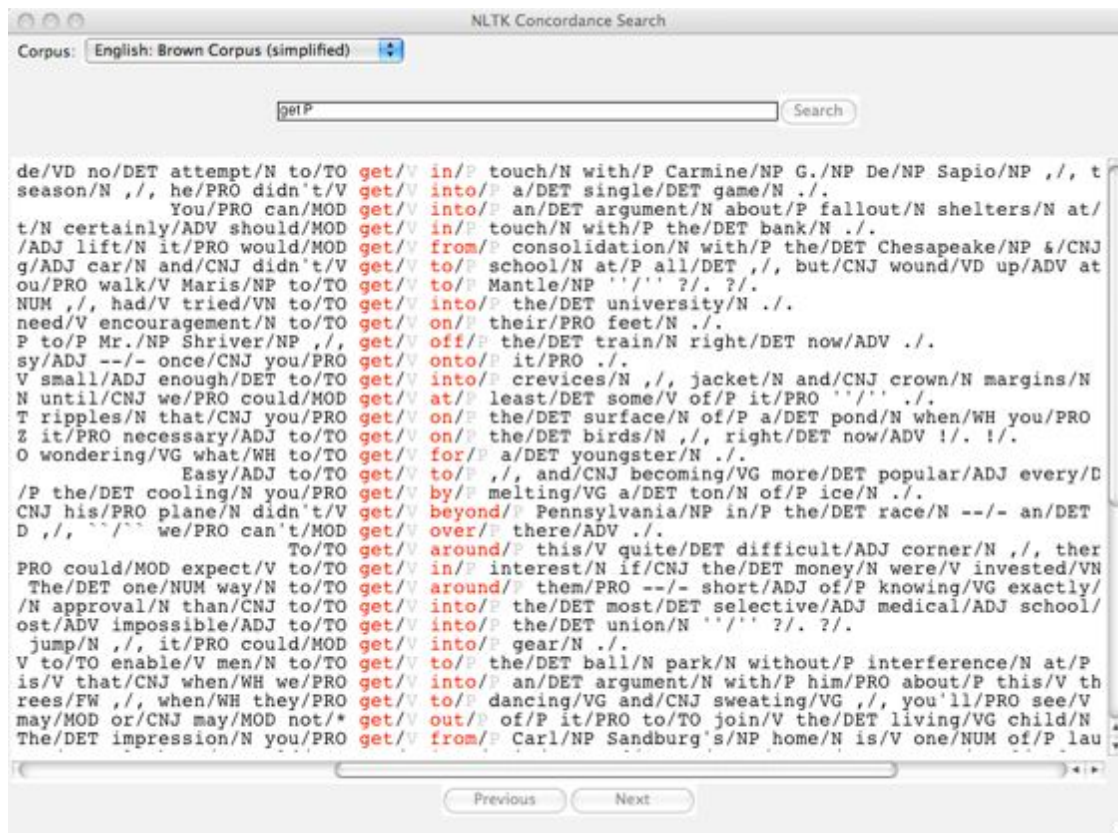 NLTK Concordance Search
Corpus: English: Brown Corpus (simplified)
get P
Search
de/VD no/DET attempt/N to/TO get/V in/P touch/N with/P Carmine/NP G./NP De/NP Sapio/NP ,/, t
season/N ,/, he/PRO didn't/V get/V into/P a/DET single/DET game/N ./.
You/PRO can/MOD get/V into/P an/DET argument/N about/P fallout/N shelters/N at/
t/N certainly/ADV should/MOD get/V in/P touch/N with/P the/DET bank/N ./.
/ADJ lift/N it/PRO would/MOD get/V from/P consolidation/N with/P the/DET Chesapeake/NP &/CNJ
g/ADJ car/N and/CNJ didn't/V get/V to/P school/N at/P all/DET ,/, but/CNJ wound/VD up/ADV at
ou/PRO walk/V Maris/NP to/TO get/V to/P Mantle/NP ''/'' ?/. ?/.
NUM ,/, had/V tried/VN to/TO get/V into/P the/DET university/N ./.
need/V encouragement/N to/TO get/V on/P their/PRO feet/N ./.
P to/P Mr./NP Shriver/NP ,/, get/V off/P the/DET train/N right/DET now/ADV ./.
sy/ADJ --/- once/CNJ you/PRO get/V onto/P it/PRO ./.
V small/ADJ enough/DET to/TO get/V into/P crevices/N ,/, jacket/N and/CNJ crown/N margins/N
N until/CNJ we/PRO could/MOD get/V at/P least/DET some/V of/P it/PRO ''/'' ./.
T ripples/N that/CNJ you/PRO get/V on/P the/DET surface/N of/P a/DET pond/N when/WH you/PRO
Z it/PRO necessary/ADJ to/TO get/V on/P the/DET birds/N ,/, right/DET now/ADV !/. !/.
O wondering/VG what/WH to/TO get/V for/P a/DET youngster/N ./.
Easy/ADJ to/TO get/V to/P ,/, and/CNJ becoming/VG more/DET popular/ADJ every/D
/P the/DET cooling/N you/PRO get/V by/P melting/VG a/DET ton/N of/P ice/N ./.
CNJ his/PRO plane/N didn't/V get/V beyond/P Pennsylvania/NP in/P the/DET race/N --/- an/DET
D ,/, ``/`` we/PRO can't/MOD get/V over/P there/ADV ./.
To/TO get/V around/P this/V quite/DET difficult/ADJ corner/N ,/, ther
PRO could/MOD expect/V to/TO get/V in/P interest/N if/CNJ the/DET money/N were/V invested/VN
The/DET one/NUM way/N to/TO get/V around/P them/PRO --/- short/ADJ of/P knowing/VG exactly/
/N approval/N than/CNJ to/TO get/V into/P the/DET most/DET selective/ADJ medical/ADJ school/
ost/ADV impossible/ADJ to/TO get/V into/P the/DET union/N ''/'' ?/. ?/.
jump/N ,/, it/PRO could/MOD get/V into/P gear/N ./.
V to/TO enable/V men/N to/TO get/V to/P the/DET ball/N park/N without/P interference/N at/P
is/V that/CNJ when/WH we/PRO get/V into/P an/DET argument/N with/P him/PRO about/P this/V th
rees/FW ,/, when/WH they/PRO get/V to/P dancing/VG and/CNJ sweating/VG ,/, you'll/PRO see/V
may/MOD or/CNJ may/MOD not/* get/V out/P of/P it/PRO to/TO join/V the/DET living/VG child/N
The/DET impression/N you/PRO get/V from/P Carl/NP Sandburg's/NP home/N is/V one/NUM of/P lau
Previous Next